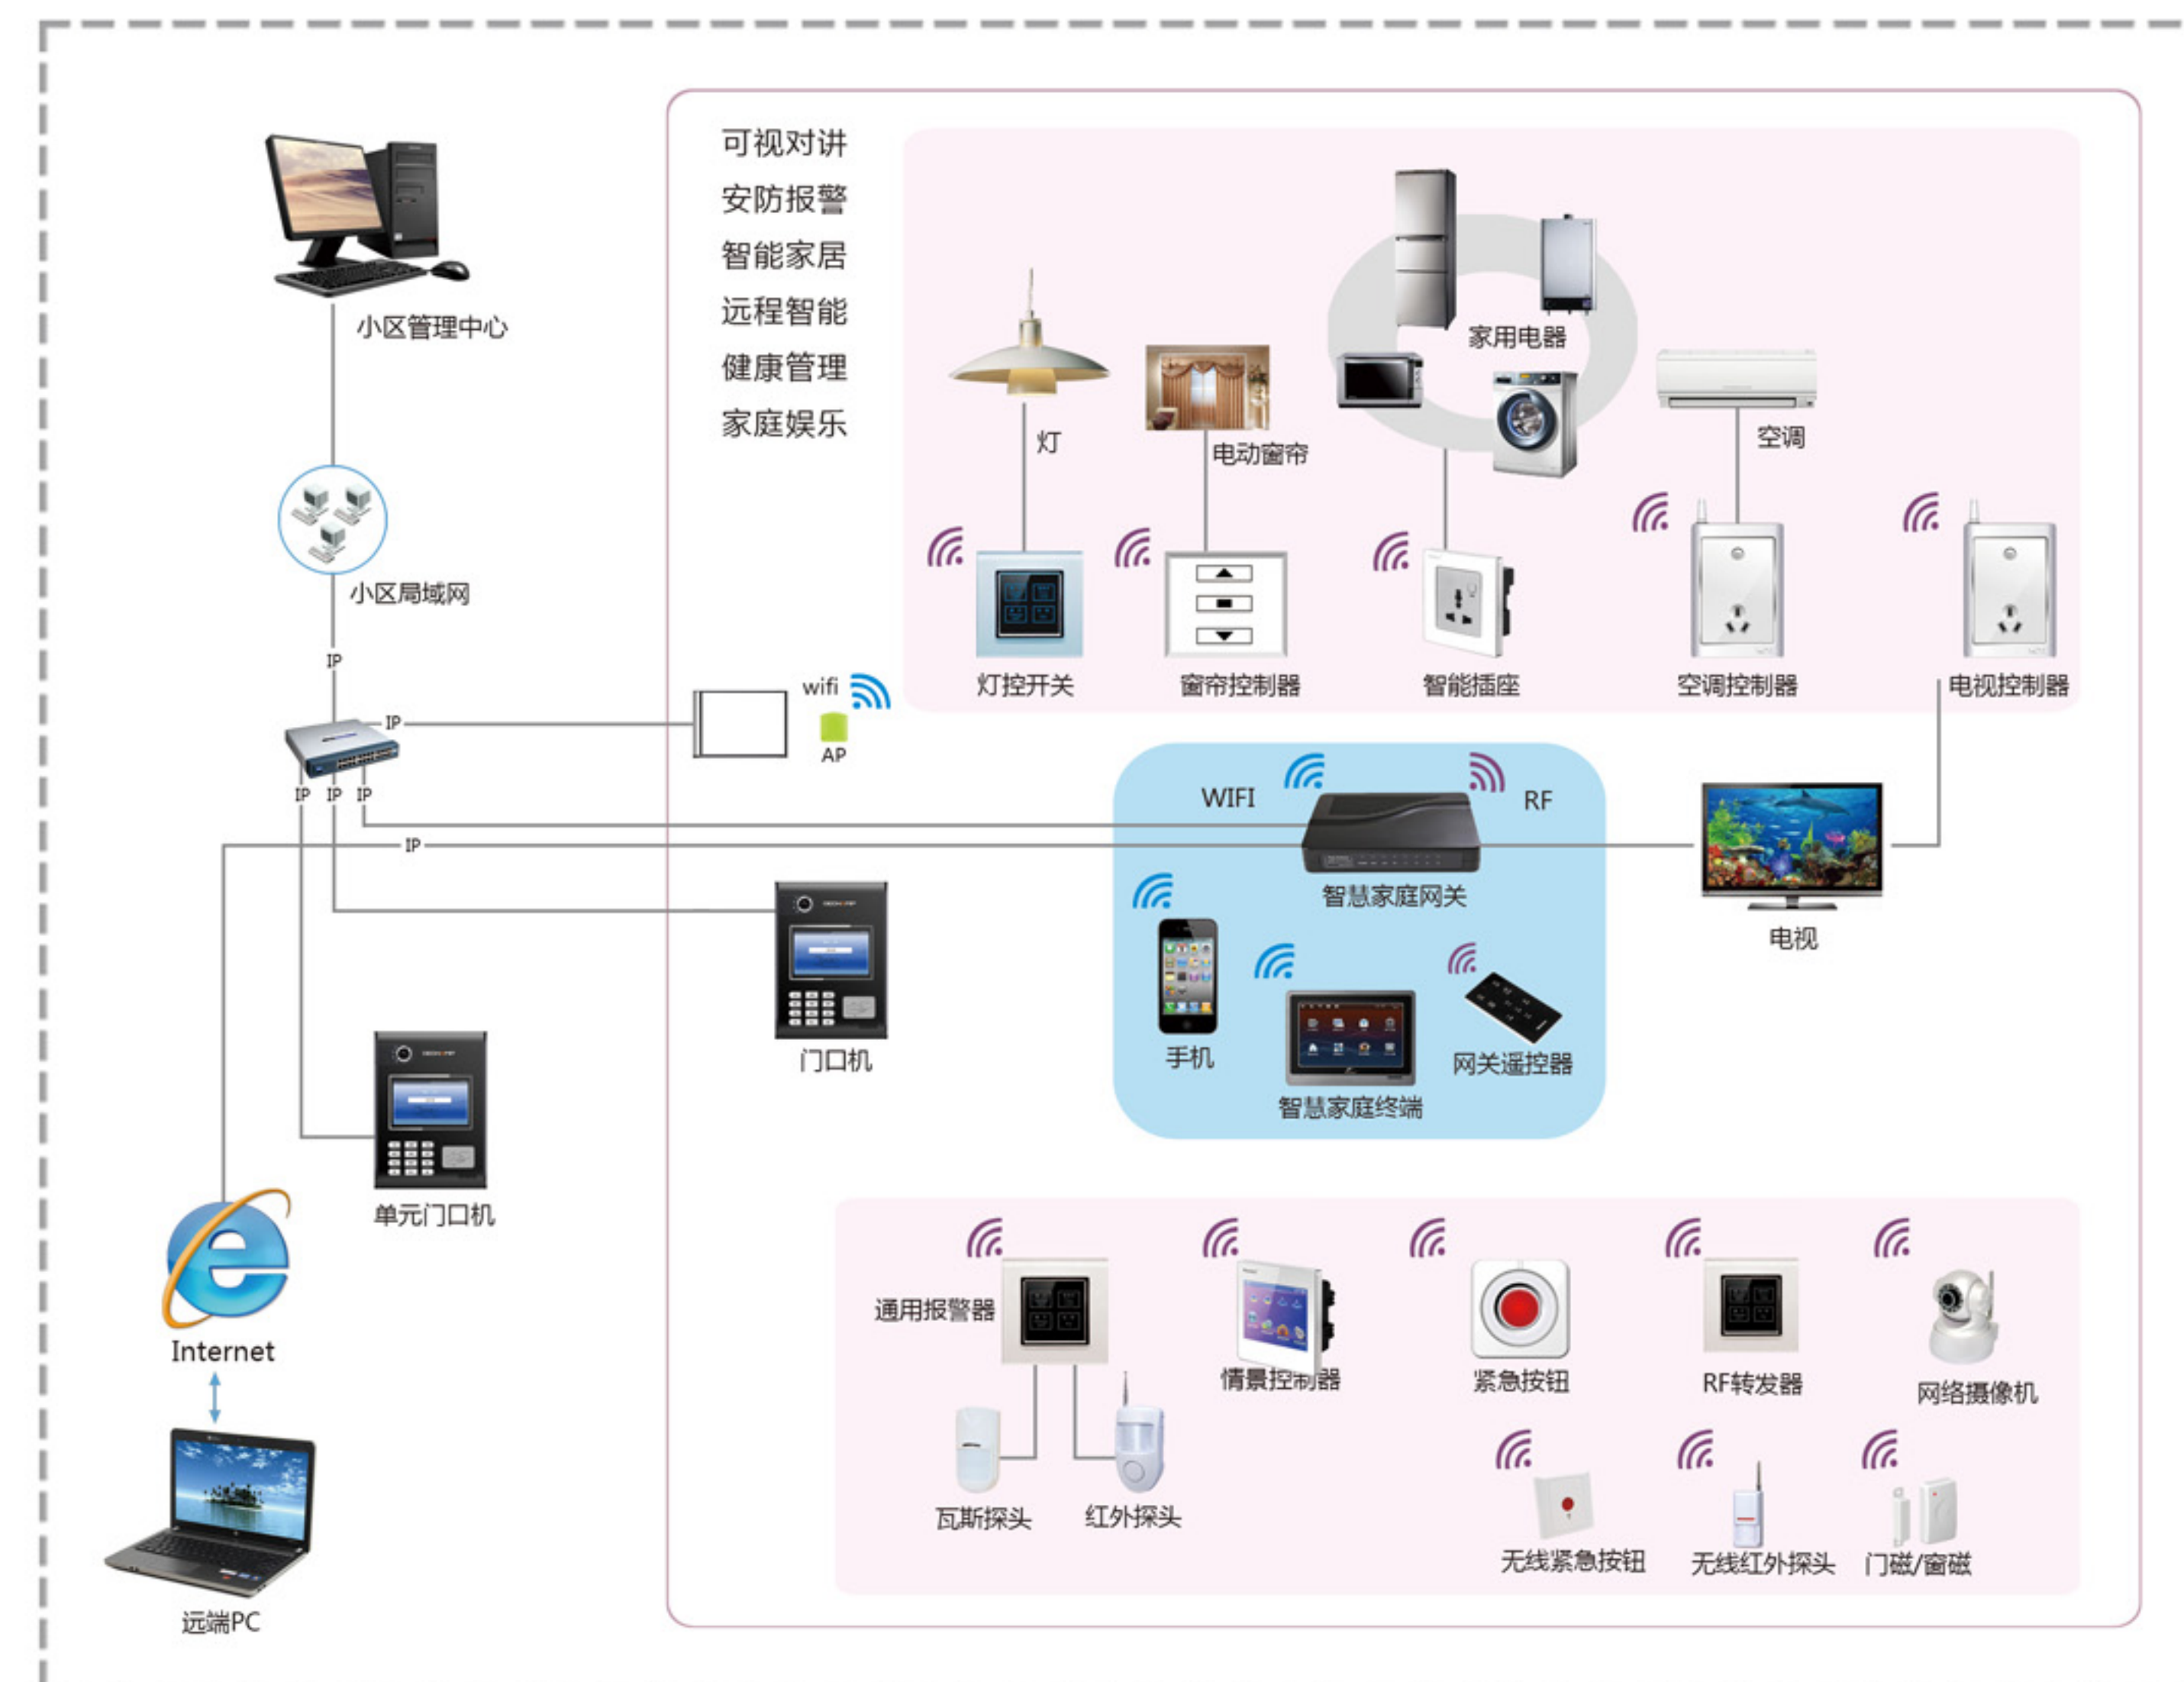 可视对讲
安防报警
智能家居
远程智能
健康管理
家庭娱乐
小区管理中心
小区局域网
IP
IP
IP
IP
IP
IP
wifi
AP
灯
电动窗帘
家用电器
空调
灯控开关
窗帘控制器
智能插座
空调控制器
电视控制器
WIFI
RF
智慧家庭网关
手机
智慧家庭终端
网关遥控器
电视
门口机
单元门口机
Internet
远端PC
通用报警器
情景控制器
紧急按钮
RF转发器
网络摄像机
瓦斯探头
红外探头
无线紧急按钮
无线红外探头
门磁/窗磁